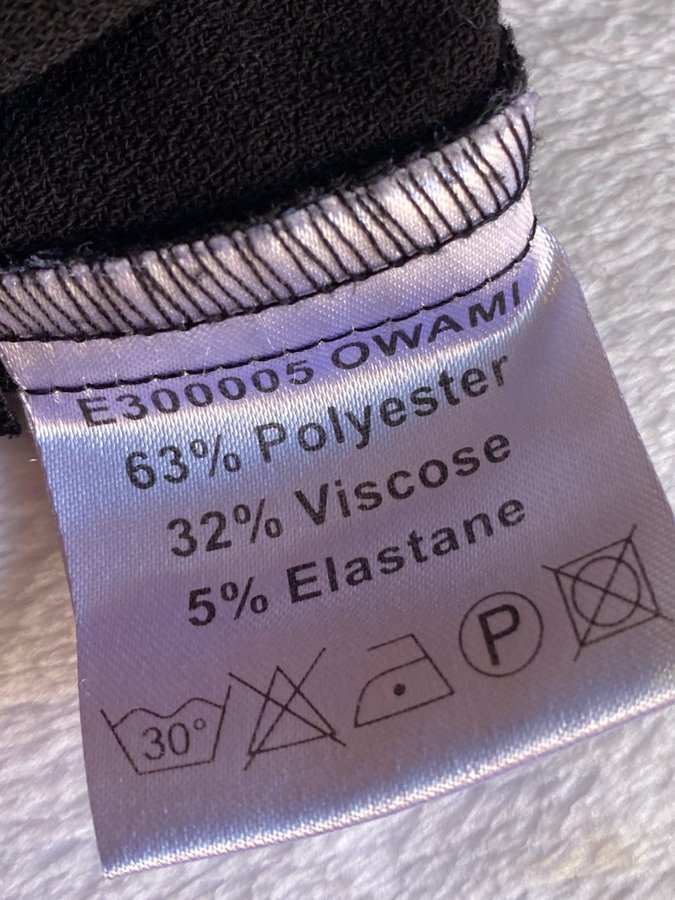 E300005 OWAMI
63% Polyester
32% Viscose
5% Elastane
30° P